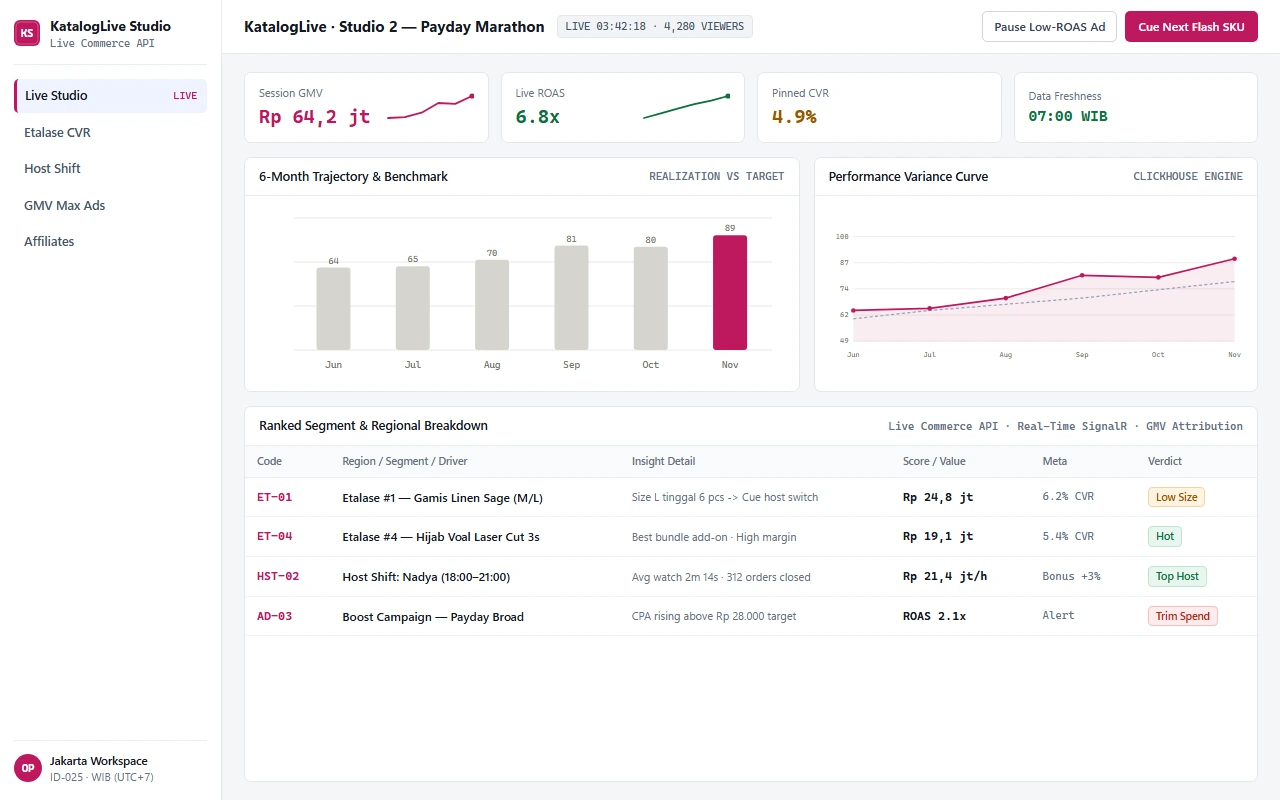 KS
KatalogLive Studio
Live Commerce API
Live Studio LIVE
Etalase CVR
Host Shift
GMV Max Ads
Affiliates
OP
Jakarta Workspace
ID-025 · WIB (UTC+7)
KatalogLive · Studio 2 — Payday Marathon
LIVE 03:42:18 · 4,280 VIEWERS
Pause Low-ROAS Ad
Cue Next Flash SKU
Session GMV
Rp 64,2 jt
Live ROAS
6.8x
Pinned CVR
4.9%
Data Freshness
07:00 WIB
6-Month Trajectory & Benchmark
REALIZATION VS TARGET
64 65 70 81 80 89
Jun Jul Aug Sep Oct Nov
Performance Variance Curve
CLICKHOUSE ENGINE
100
87
74
62
49
Jun Jul Aug Sep Oct Nov
Ranked Segment & Regional Breakdown
Live Commerce API · Real-Time SignalR · GMV Attribution
Code Region / Segment / Driver Insight Detail Score / Value Meta Verdict
ET-01 Etalase #1 — Gamis Linen Sage (M/L) Size L tinggal 6 pcs -> Cue host switch Rp 24,8 jt 6.2% CVR Low Size
ET-04 Etalase #4 — Hijab Voal Laser Cut 3s Best bundle add-on · High margin Rp 19,1 jt 5.4% CVR Hot
HST-02 Host Shift: Nadya (18:00–21:00) Avg watch 2m 14s · 312 orders closed Rp 21,4 jt/h Bonus +3% Top Host
AD-03 Boost Campaign — Payday Broad CPA rising above Rp 28.000 target ROAS 2.1x Alert Trim Spend